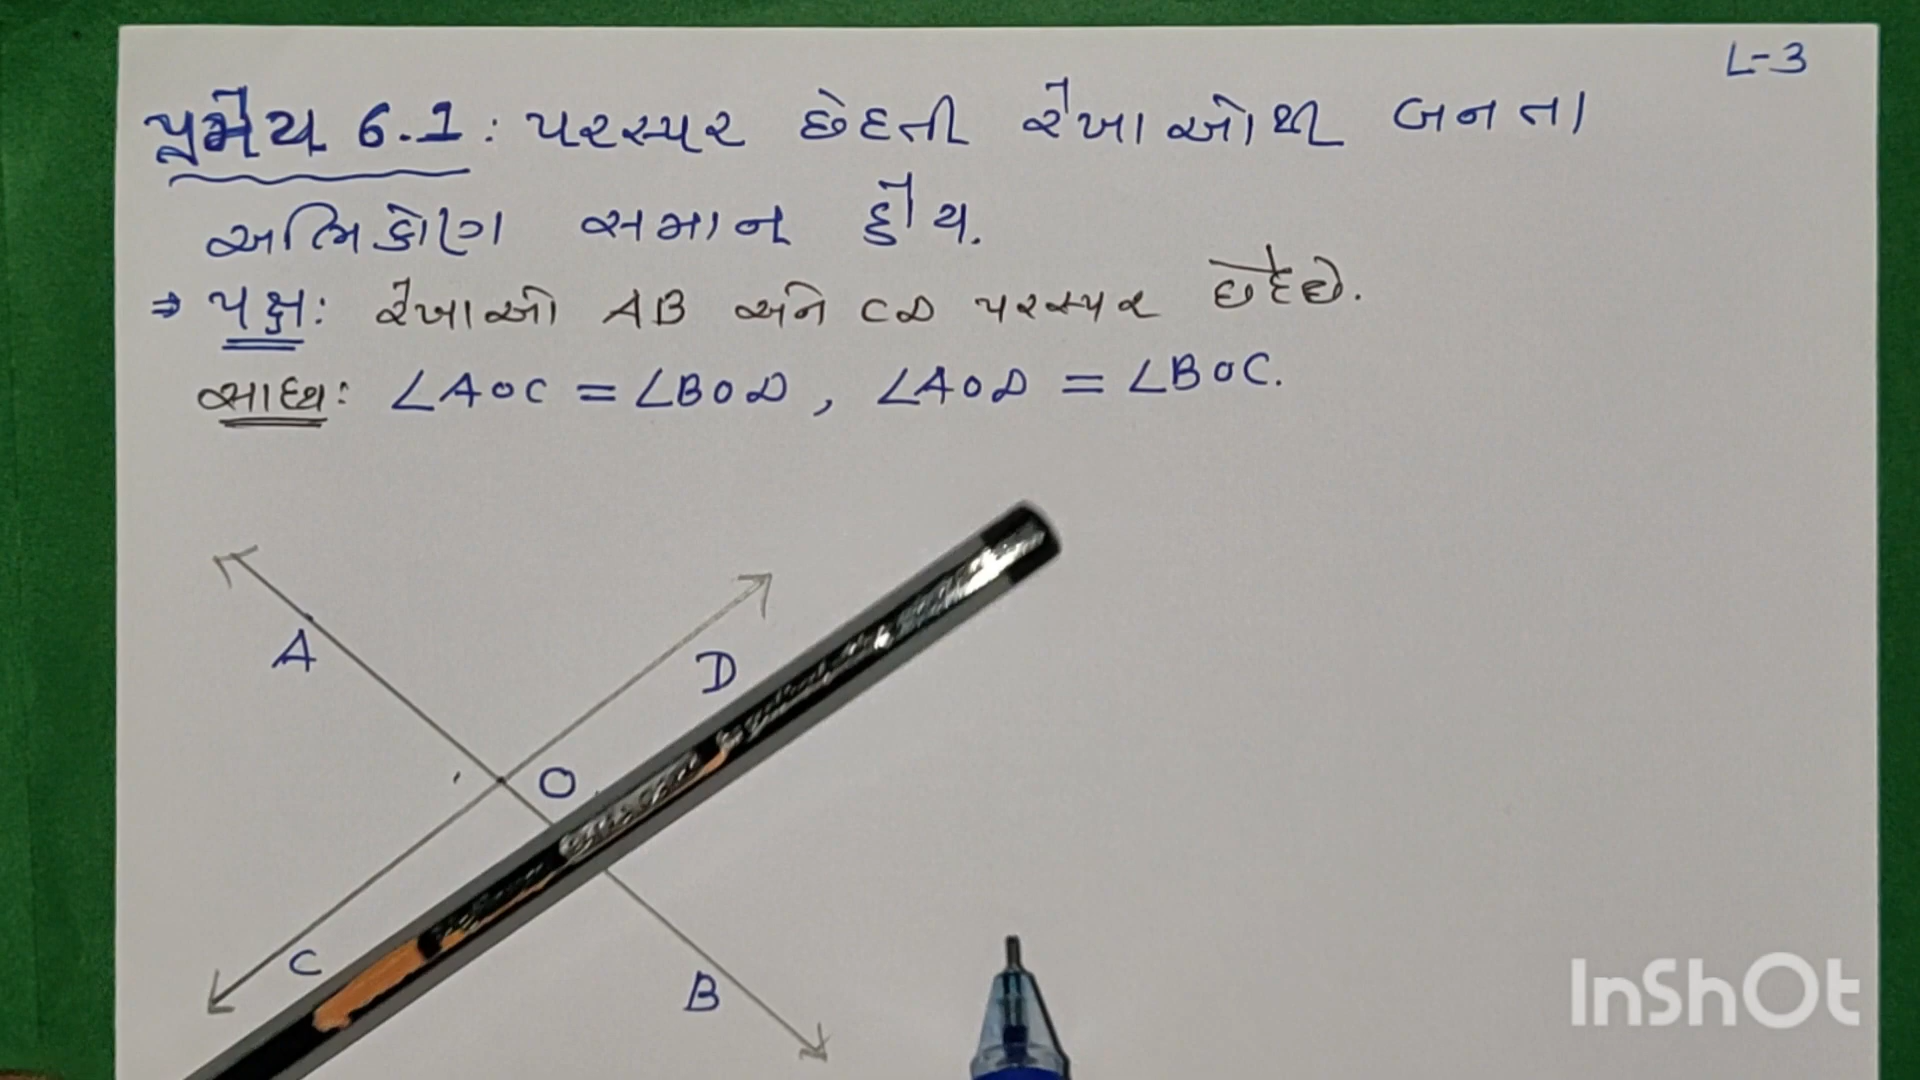 L-3
પ્રમેય 6.1: પરસ્પર છેદતી રેખાઓથી બનતા
અભિકોણ સમાન હોય.
⇒ પક્ષ: રેખાઓ AB અને CD પરસ્પર છેદે છે.
સાધ્ય: ∠AOC = ∠BOD, ∠AOD = ∠BOC.
A
D
O
C
B
InShOt